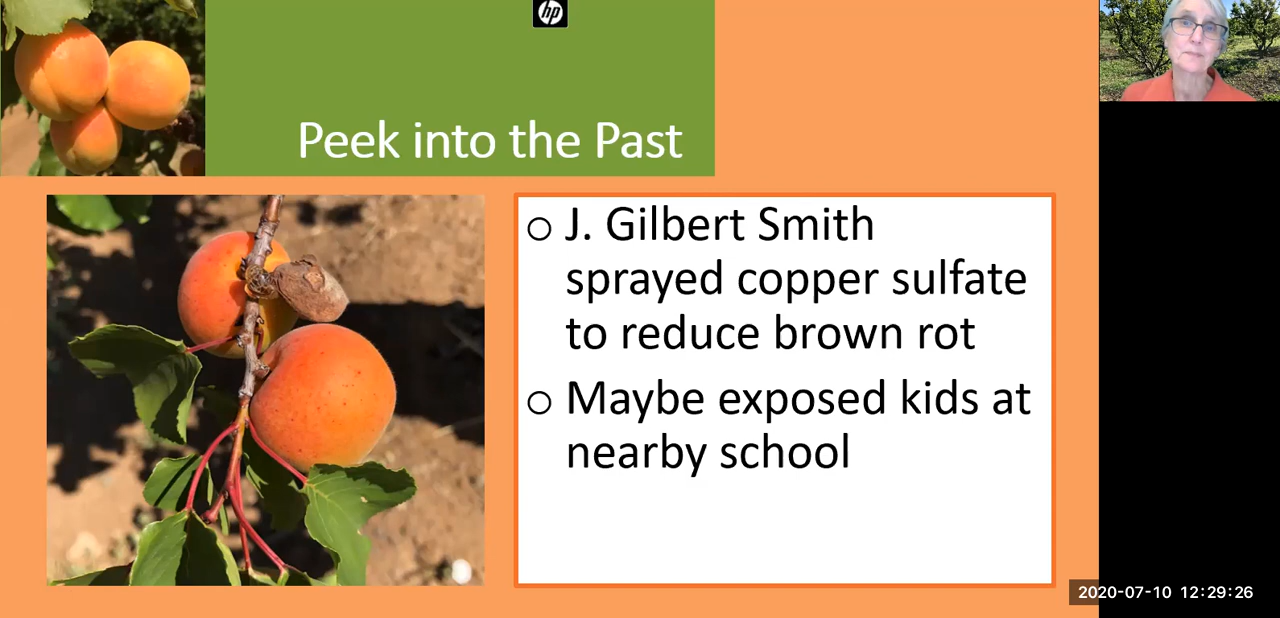 hp
Peek into the Past
○ J. Gilbert Smith
sprayed copper sulfate
to reduce brown rot
○ Maybe exposed kids at
nearby school
2020-07-10 12:29:26